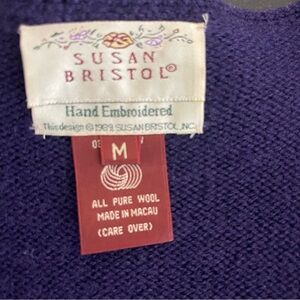 SUSAN
BRISTOL®
Hand Embroidered
This design © 1989, SUSAN BRISTOL, INC.
M
ALL PURE WOOL
MADE IN MACAU
(CARE OVER)